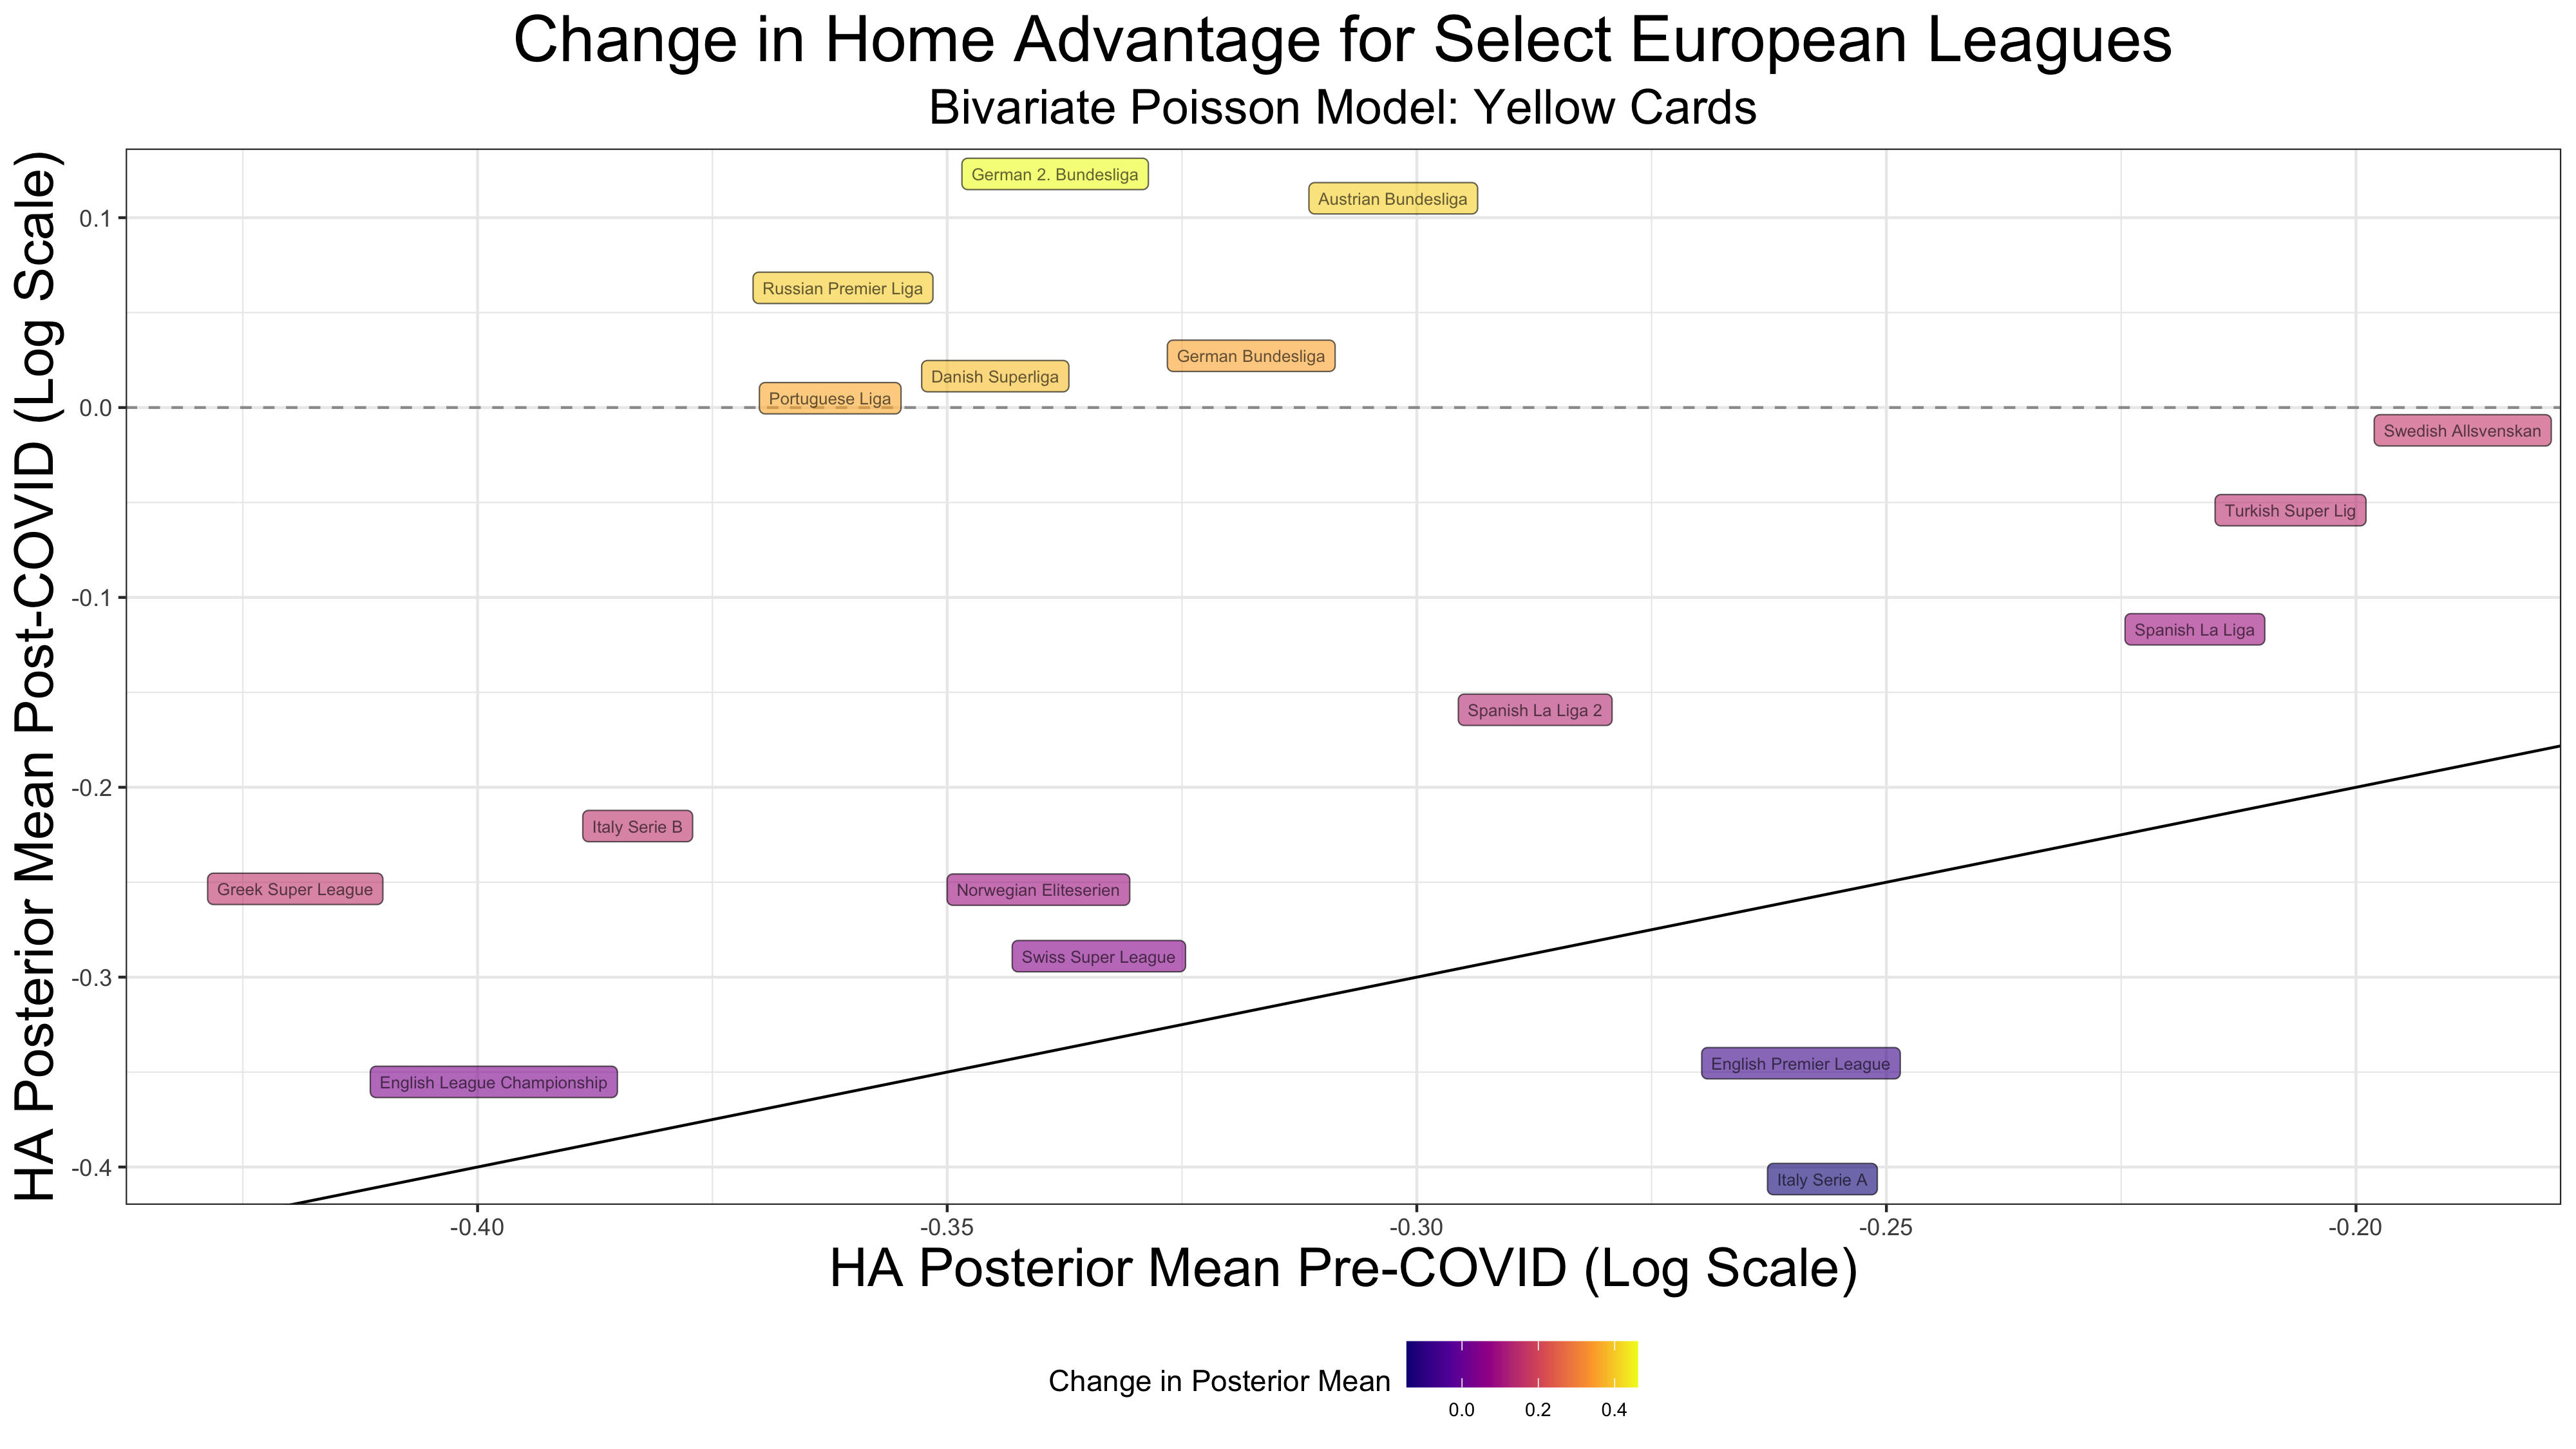 Change in Home Advantage for Select European Leagues
Bivariate Poisson Model: Yellow Cards
HA Posterior Mean Post-COVID (Log Scale)
0.1
0.0
-0.1
-0.2
-0.3
-0.4
German 2. Bundesliga
Austrian Bundesliga
Russian Premier Liga
German Bundesliga
Danish Superliga
Portuguese Liga
Swedish Allsvenskan
Turkish Super Lig
Spanish La Liga
Spanish La Liga 2
Italy Serie B
Greek Super League
Norwegian Eliteserien
Swiss Super League
English Premier League
English League Championship
Italy Serie A
-0.40
-0.35
-0.30
-0.25
-0.20
HA Posterior Mean Pre-COVID (Log Scale)
Change in Posterior Mean
0.0
0.2
0.4